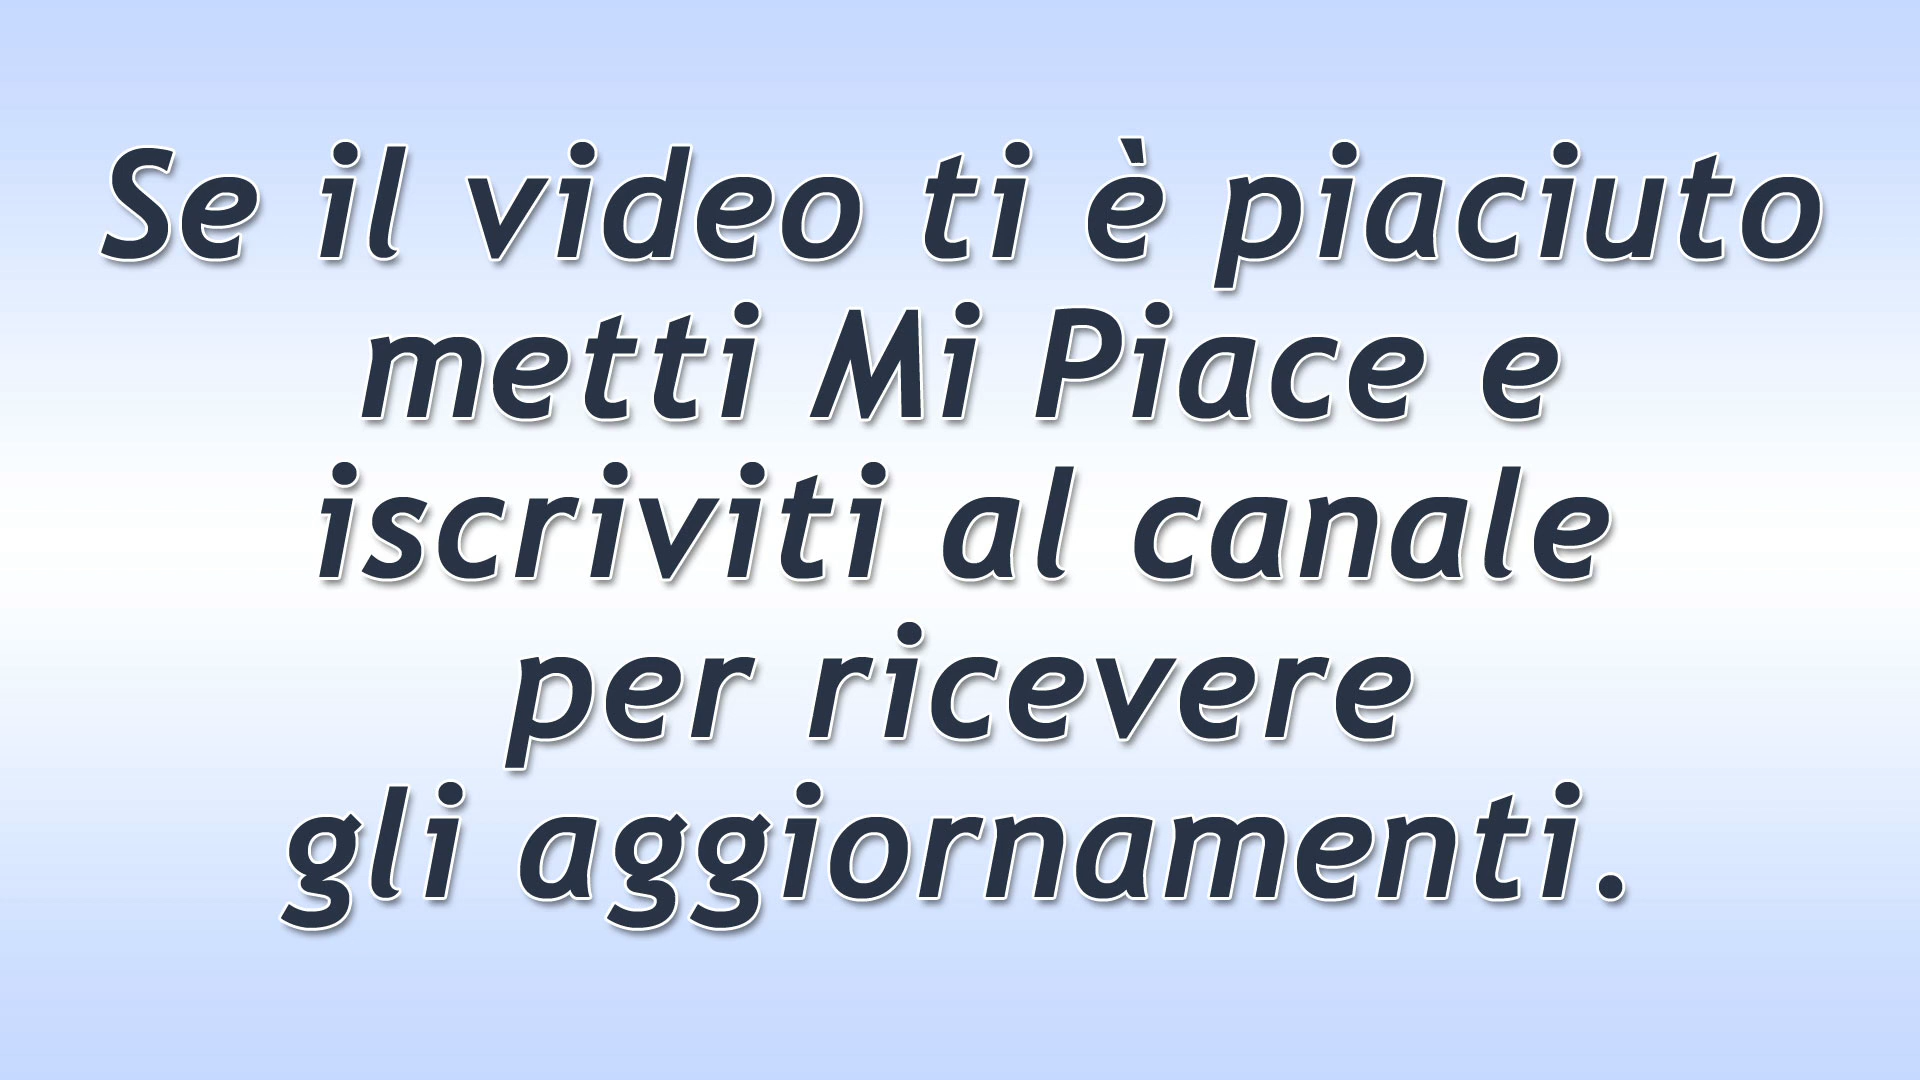 Se il video ti è piaciuto
metti Mi Piace e
iscriviti al canale
per ricevere
gli aggiornamenti.